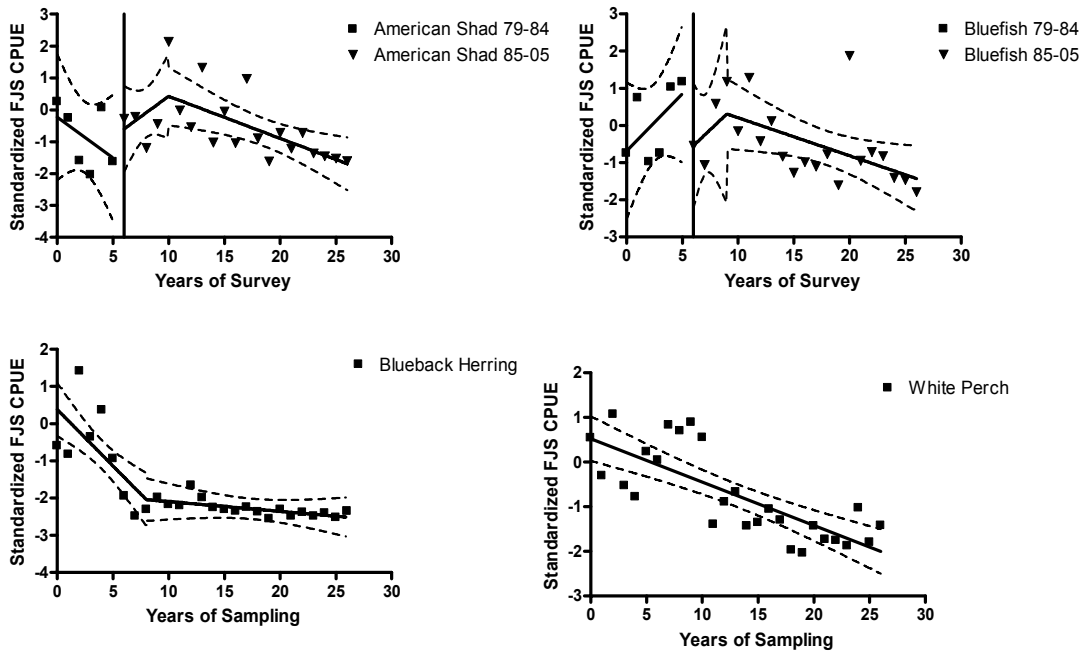 Standardized FJS CPUE
3
2
1
0
-1
-2
-3
-4
0 5 10 15 20 25 30
Years of Survey
American Shad 79-84
American Shad 85-05
Standardized FJS CPUE
3
2
1
0
-1
-2
-3
0 5 10 15 20 25 30
Years of Survey
Bluefish 79-84
Bluefish 85-05
Standardized FJS CPUE
2
1
0
-1
-2
-3
-4
0 5 10 15 20 25 30
Years of Sampling
Blueback Herring
Standardized FJS CPUE
2
1
0
-1
-2
-3
0 5 10 15 20 25 30
Years of Sampling
White Perch